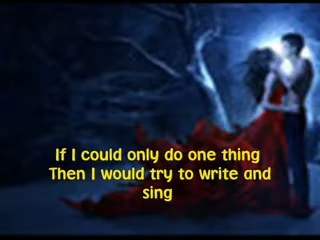 If I could only do one thing
Then I would try to write and
sing